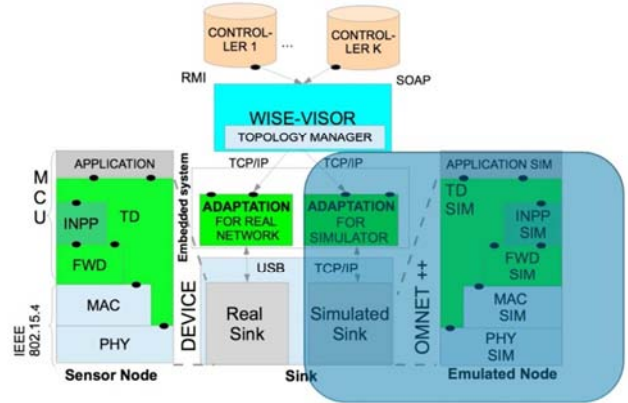 CONTROL-
LER 1
...
CONTROL-
LER K
RMI
SOAP
WISE-VISOR
TOPOLOGY MANAGER
TCP/IP
TCP/IP
MCU
APPLICATION
TD
INPP
FWD
MAC
PHY
IEEE
802.15.4
Sensor Node
Embedded system
ADAPTATION
FOR REAL
NETWORK
ADAPTATION
FOR
SIMULATOR
USB
TCP/IP
DEVICE
Real
Sink
Simulated
Sink
Sink
OMNET ++
APPLICATION SIM
TD
SIM
INPP
SIM
FWD
SIM
MAC
SIM
PHY
SIM
Emulated Node